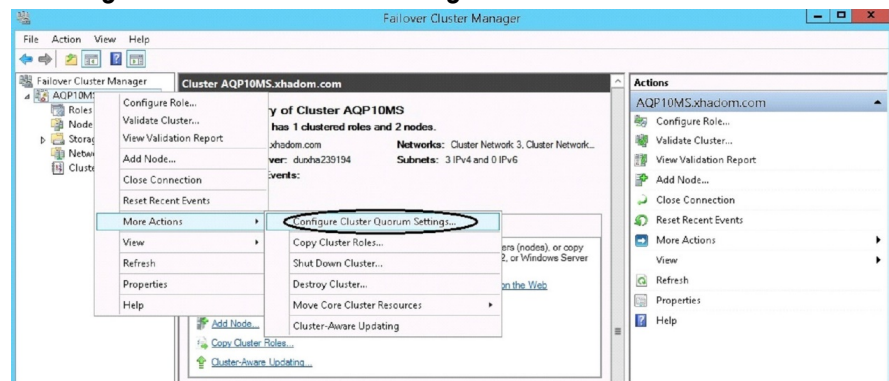 Failover Cluster Manager
File Action View Help
Failover Cluster Manager
AQP10MS
Roles
Node
Storag
Netwo
Cluste
Configure Role...
Validate Cluster...
View Validation Report
Add Node...
Close Connection
Reset Recent Events
More Actions
View
Refresh
Properties
Help
Cluster AQP10MS.xhadom.com
y of Cluster AQP10MS
has 1 clustered roles and 2 nodes.
xhadom.com
Networks: Cluster Network 3, Cluster Network...
ver: duxha239194
Subnets: 3 IPv4 and 0 IPv6
Events:
Configure Cluster Quorum Settings...
Copy Cluster Roles...
Shut Down Cluster...
Destroy Cluster...
Move Core Cluster Resources
Cluster-Aware Updating
ers (nodes), or copy
2, or Windows Server
on the Web
Add Node...
Copy Cluster Roles...
Cluster-Aware Updating...
Actions
AQP10MS.xhadom.com
Configure Role...
Validate Cluster...
View Validation Report
Add Node...
Close Connection
Reset Recent Events
More Actions
View
Refresh
Properties
Help